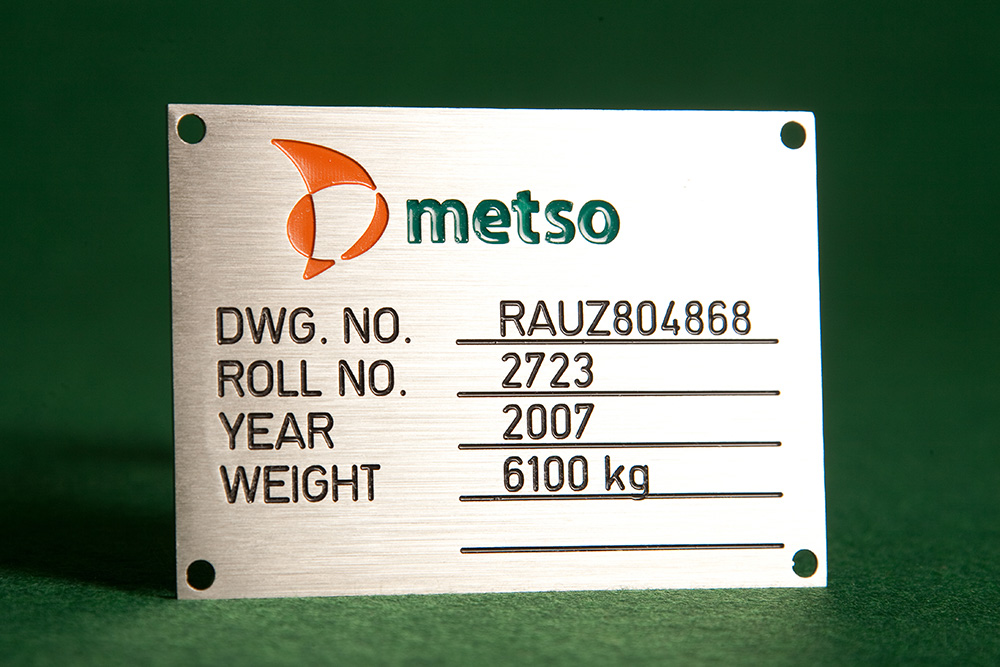 metso
DWG. NO. RAUZ804868
ROLL NO. 2723
YEAR 2007
WEIGHT 6100 kg